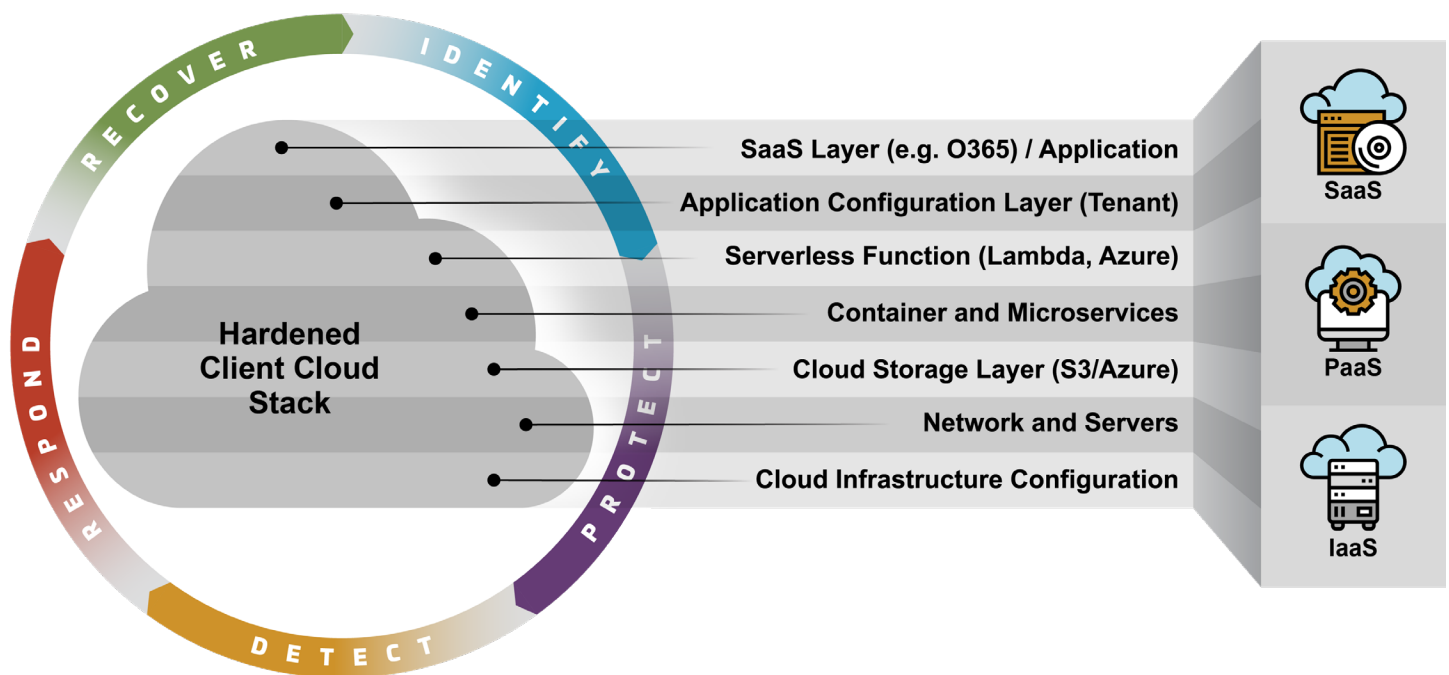 RECOVER
IDENTIFY
PROTECT
DETECT
RESPOND
Hardened
Client Cloud
Stack
SaaS Layer (e.g. O365) / Application
Application Configuration Layer (Tenant)
Serverless Function (Lambda, Azure)
Container and Microservices
Cloud Storage Layer (S3/Azure)
Network and Servers
Cloud Infrastructure Configuration
SaaS
PaaS
IaaS